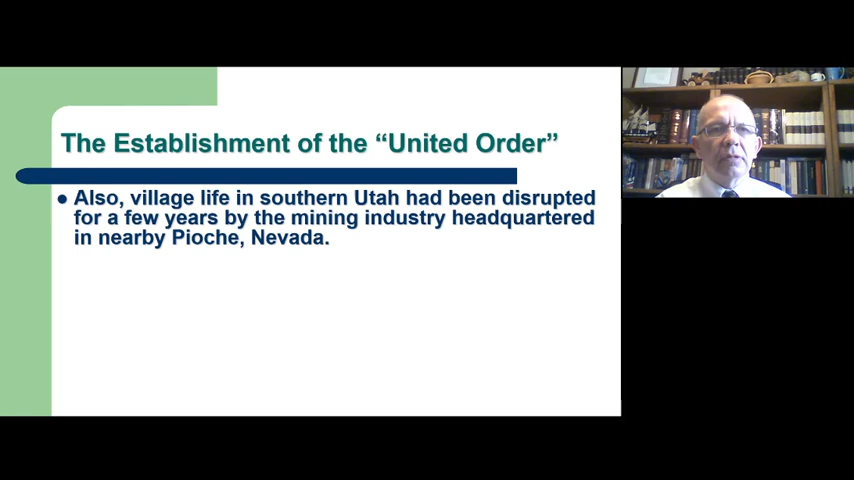 The Establishment of the “United Order”
● Also, village life in southern Utah had been disrupted
for a few years by the mining industry headquartered
in nearby Pioche, Nevada.